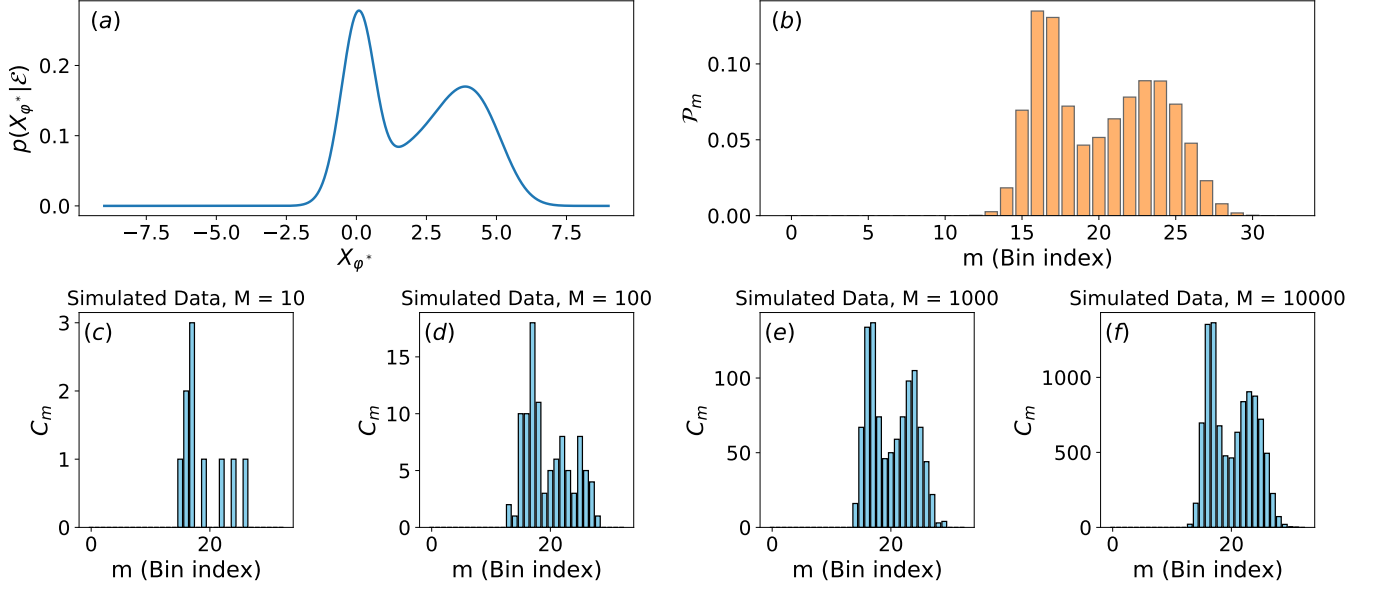 (a)
p(X_φ*|ℰ)
0.2
0.1
0.0
−7.5 −5.0 −2.5 0.0 2.5 5.0 7.5
X_φ*
(b)
𝒫_m
0.10
0.05
0.00
0 5 10 15 20 25 30
m (Bin index)
Simulated Data, M = 10
(c)
C_m
3
2
1
0
0 20
m (Bin index)
Simulated Data, M = 100
(d)
C_m
15
10
5
0
0 20
m (Bin index)
Simulated Data, M = 1000
(e)
C_m
100
50
0
0 20
m (Bin index)
Simulated Data, M = 10000
(f)
C_m
1000
500
0
0 20
m (Bin index)